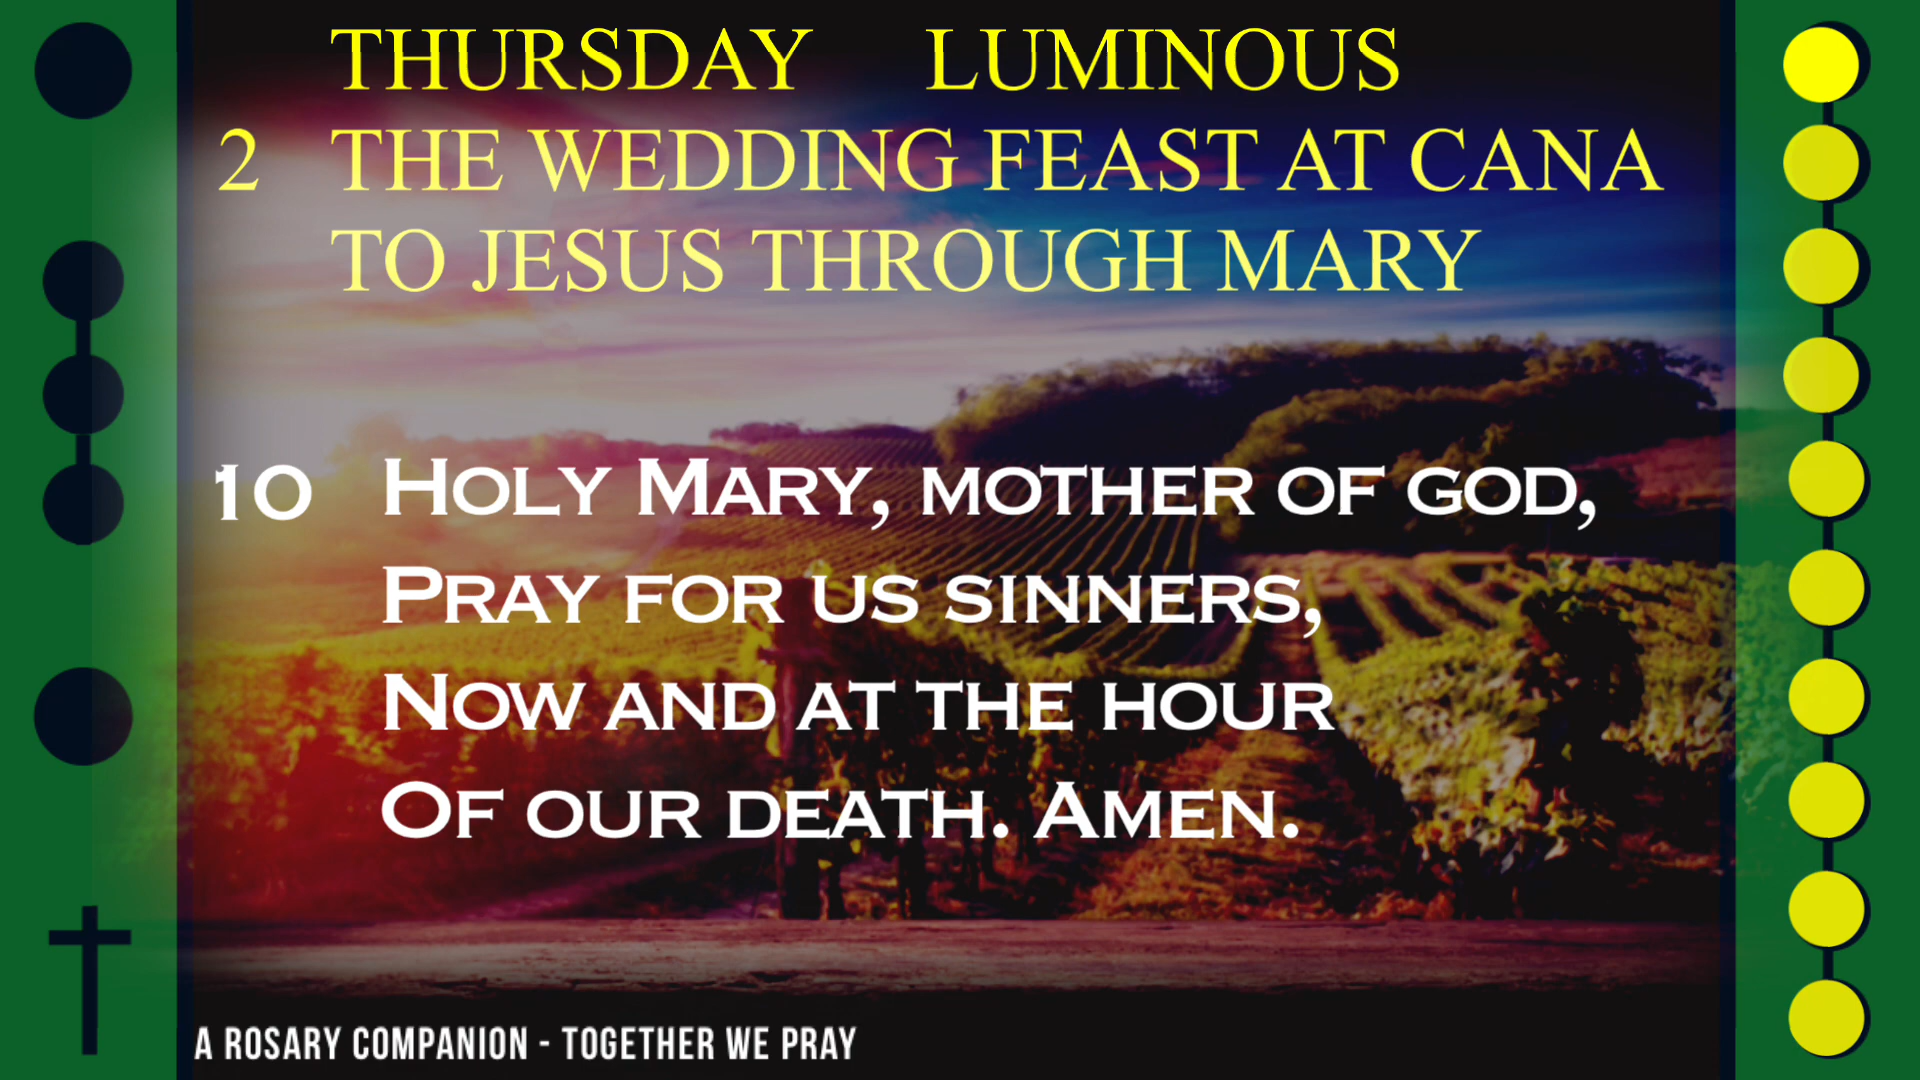 THURSDAY LUMINOUS
2 THE WEDDING FEAST AT CANA
TO JESUS THROUGH MARY
10 HOLY MARY, MOTHER OF GOD,
PRAY FOR US SINNERS,
NOW AND AT THE HOUR
OF OUR DEATH. AMEN.
A ROSARY COMPANION - TOGETHER WE PRAY